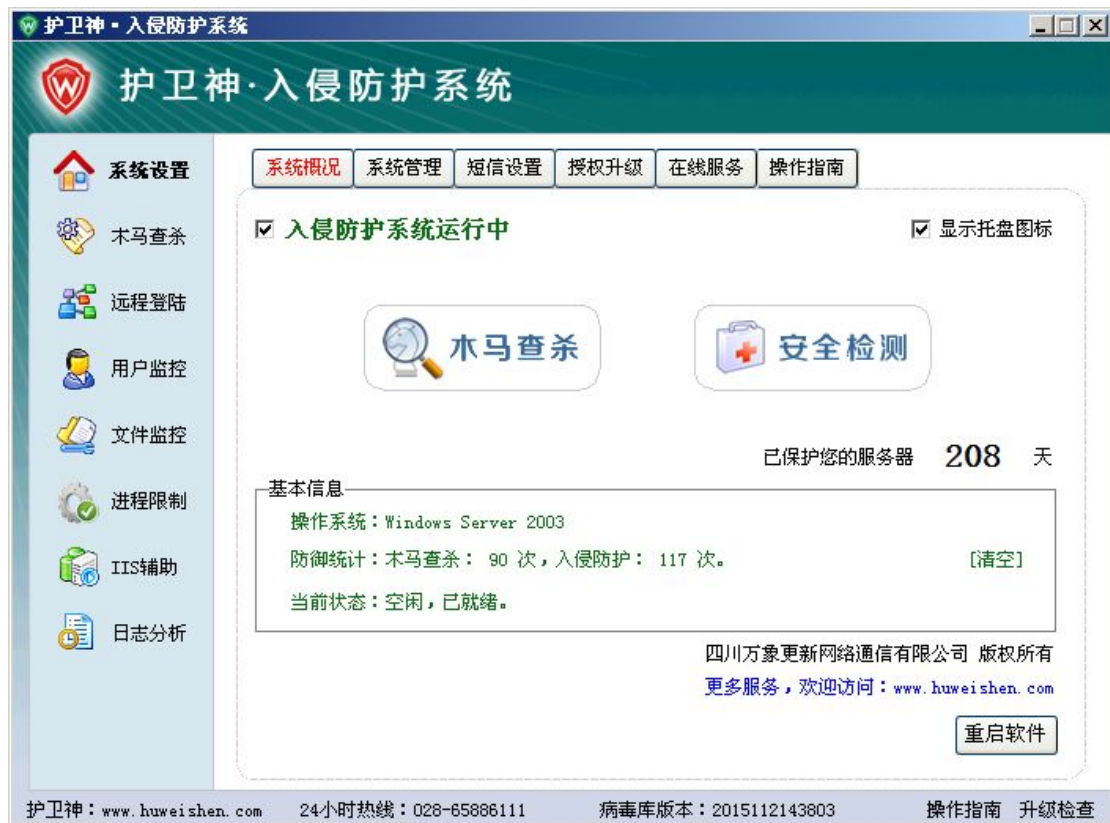 护卫神·入侵防护系统
护卫神·入侵防护系统
系统设置
木马查杀
远程登陆
用户监控
文件监控
进程限制
IIS辅助
日志分析
系统概况 系统管理 短信设置 授权升级 在线服务 操作指南
入侵防护系统运行中 显示托盘图标
木马查杀 安全检测
已保护您的服务器 208 天
基本信息
操作系统：Windows Server 2003
防御统计：木马查杀： 90 次，入侵防护： 117 次。 [清空]
当前状态：空闲，已就绪。
四川万象更新网络通信有限公司 版权所有
更多服务，欢迎访问：www.huweishen.com
重启软件
护卫神：www.huweishen.com 24小时热线：028-65886111 病毒库版本：2015112143803 操作指南 升级检查